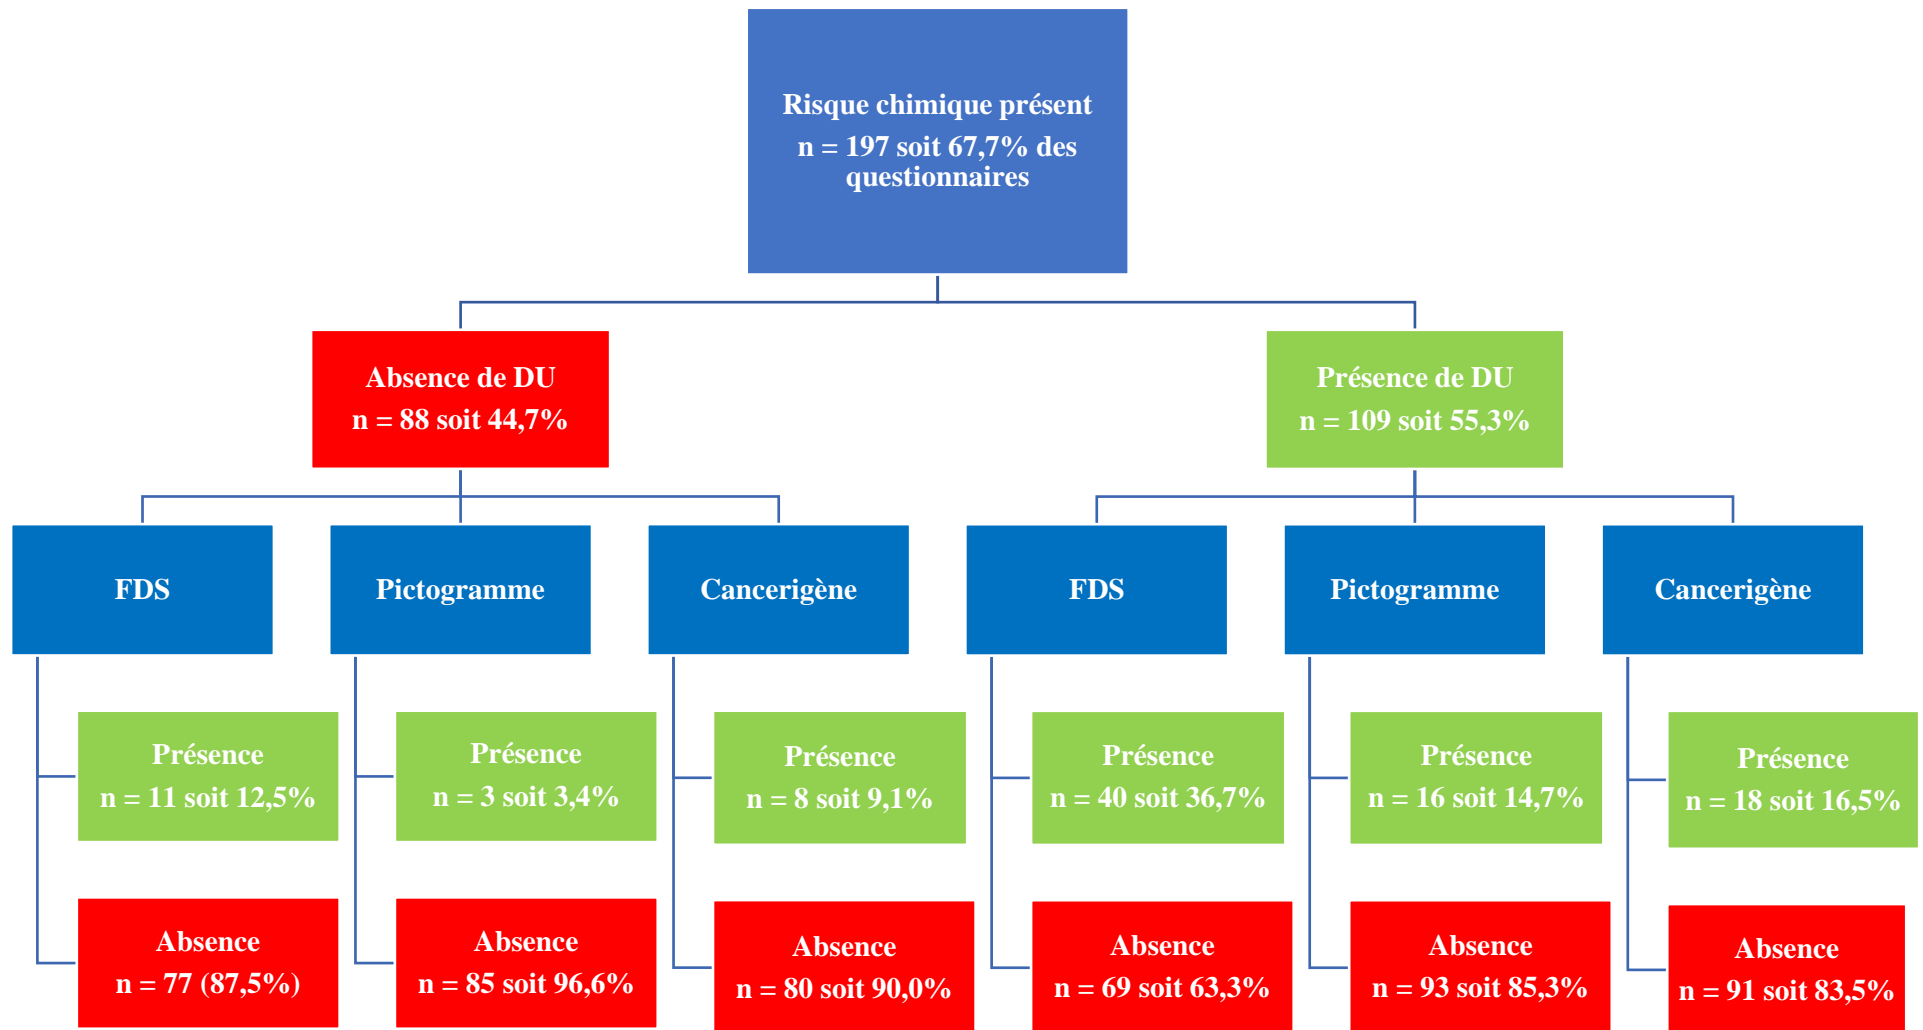 Risque chimique présent
n = 197 soit 67,7% des
questionnaires
Absence de DU
n = 88 soit 44,7%
Présence de DU
n = 109 soit 55,3%
FDS
Pictogramme
Cancerigène
FDS
Pictogramme
Cancerigène
Présence
n = 11 soit 12,5%
Présence
n = 3 soit 3,4%
Présence
n = 8 soit 9,1%
Présence
n = 40 soit 36,7%
Présence
n = 16 soit 14,7%
Présence
n = 18 soit 16,5%
Absence
n = 77 (87,5%)
Absence
n = 85 soit 96,6%
Absence
n = 80 soit 90,0%
Absence
n = 69 soit 63,3%
Absence
n = 93 soit 85,3%
Absence
n = 91 soit 83,5%